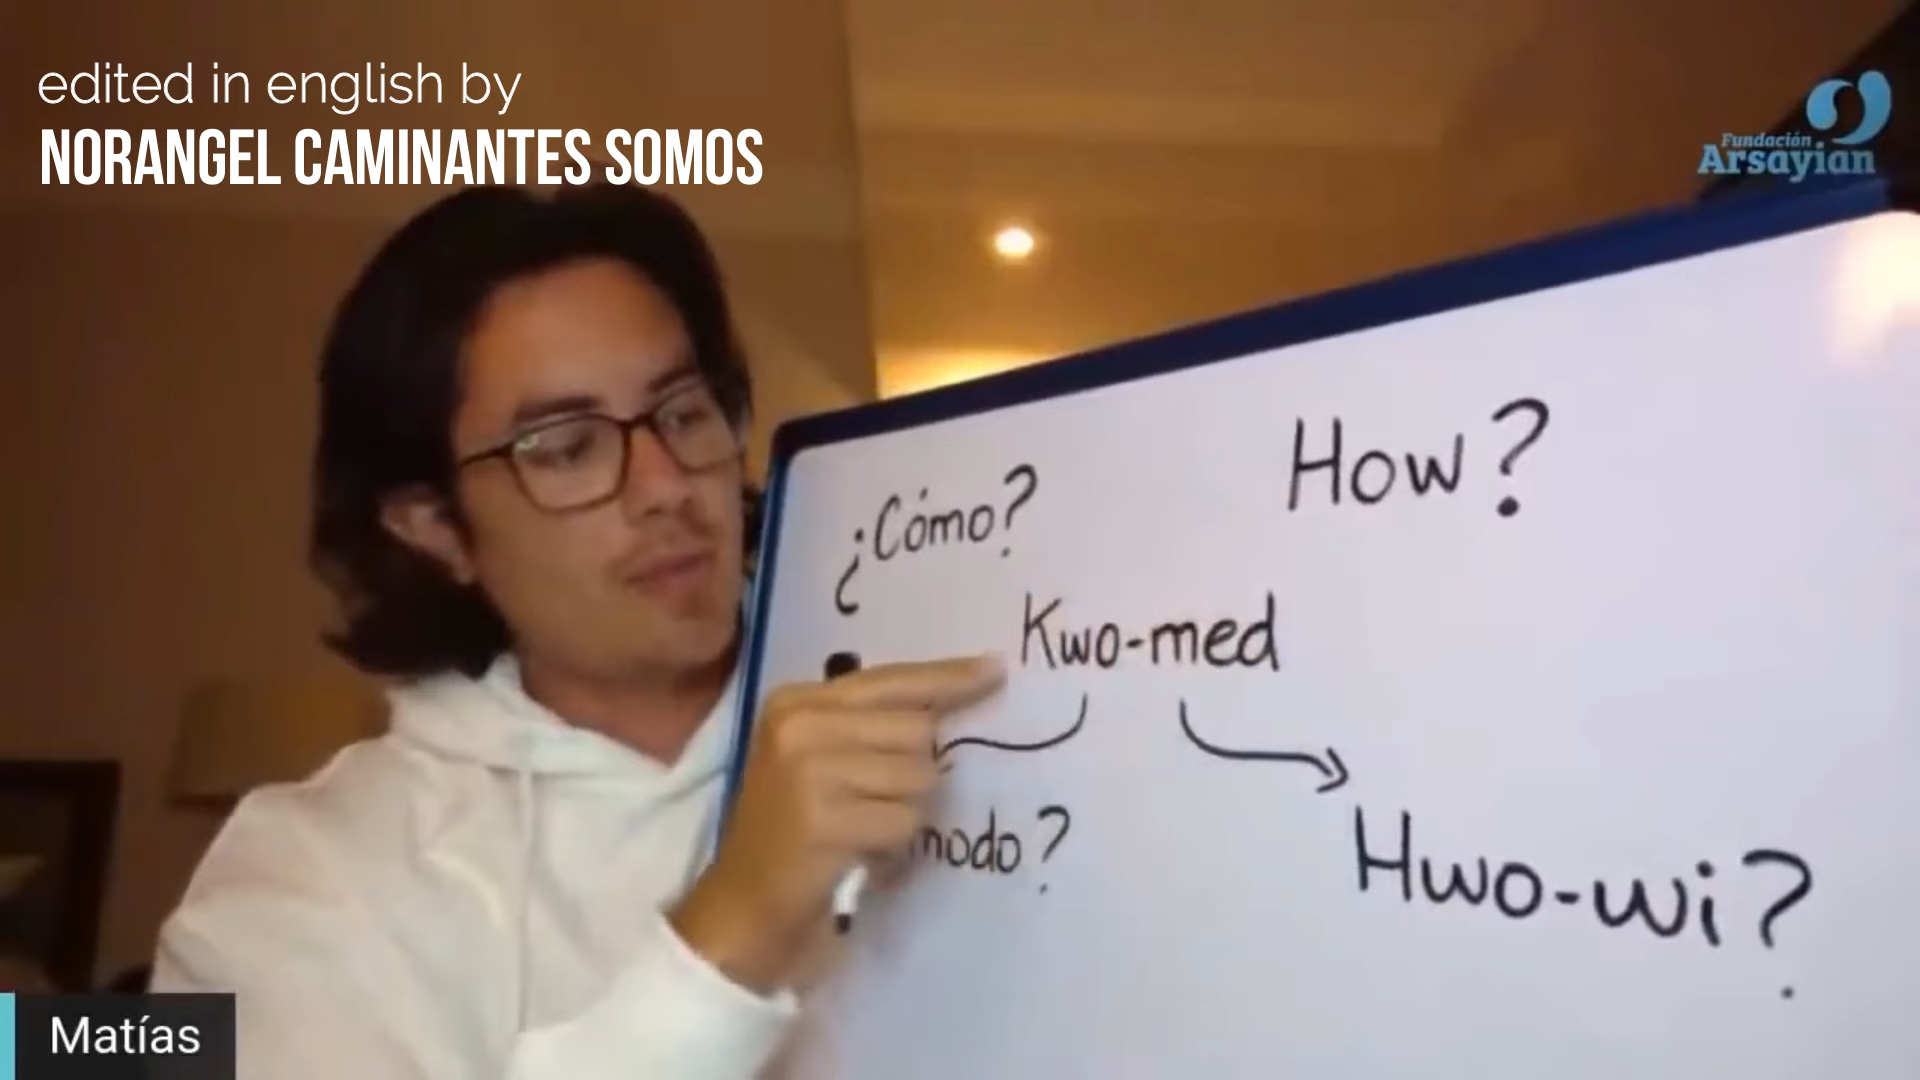 edited in english by
NORANGEL CAMINANTES SOMOS
Fundación
Arsayian
How?
¿Cómo?
Kwo-med
modo?
Hwo-wi?
Matías